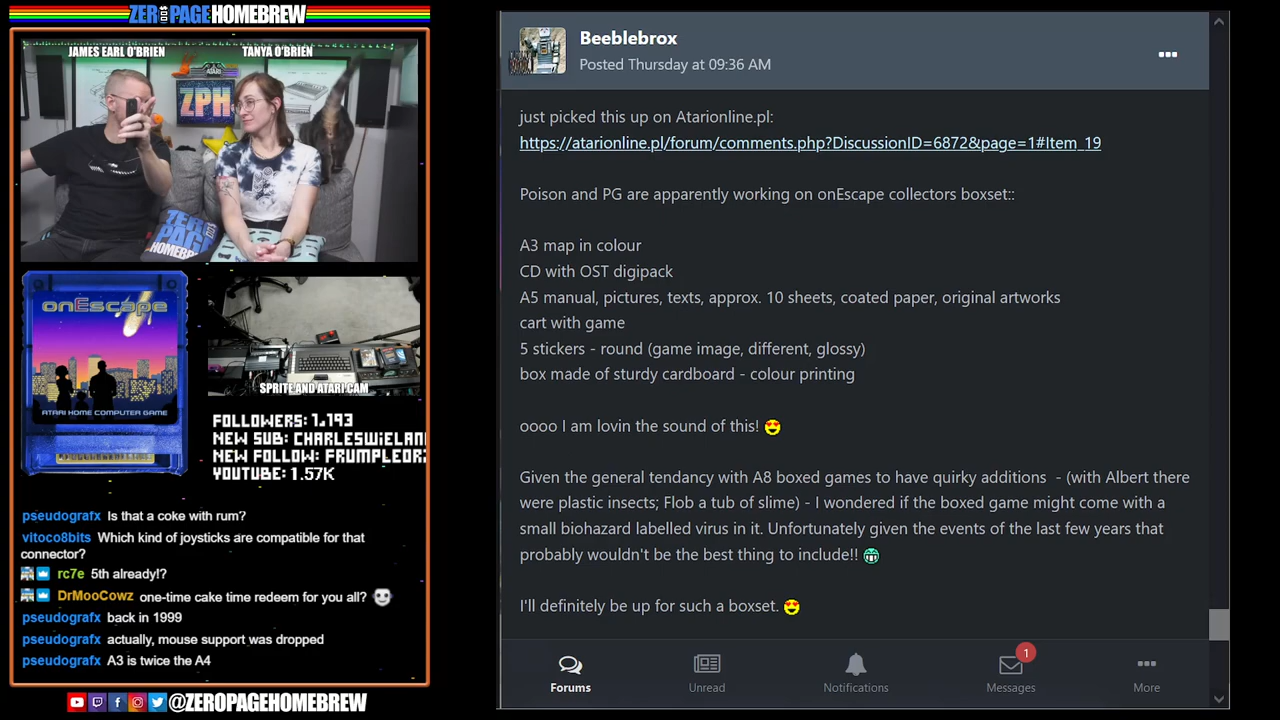 ZERO PAGE HOMEBREW
JAMES EARL O'BRIEN
TANYA O'BRIEN
ATARI
ZPH
ZERO PAGE HOMEBREW
onEscape
ATARI HOME COMPUTER GAME
SPRITE AND ATARI CAM
FOLLOWERS: 1,193
NEW SUB: CHARLESWIELAN
NEW FOLLOW: FRUMPLEORZ
YOUTUBE: 1.57K
pseudografx Is that a coke with rum?
vitoco8bits Which kind of joysticks are compatible for that
connector?
rc7e 5th already!?
DrMooCowz one-time cake time redeem for you all?
pseudografx back in 1999
pseudografx actually, mouse support was dropped
pseudografx A3 is twice the A4
@ZEROPAGEHOMEBREW
Beeblebrox
Posted Thursday at 09:36 AM
just picked this up on Atarionline.pl:
https://atarionline.pl/forum/comments.php?DiscussionID=6872&page=1#Item_19
Poison and PG are apparently working on onEscape collectors boxset::
A3 map in colour
CD with OST digipack
A5 manual, pictures, texts, approx. 10 sheets, coated paper, original artworks
cart with game
5 stickers - round (game image, different, glossy)
box made of sturdy cardboard - colour printing
oooo I am lovin the sound of this!
Given the general tendancy with A8 boxed games to have quirky additions - (with Albert there
were plastic insects; Flob a tub of slime) - I wondered if the boxed game might come with a
small biohazard labelled virus in it. Unfortunately given the events of the last few years that
probably wouldn't be the best thing to include!!
I'll definitely be up for such a boxset.
Forums
Unread
Notifications
1
Messages
More